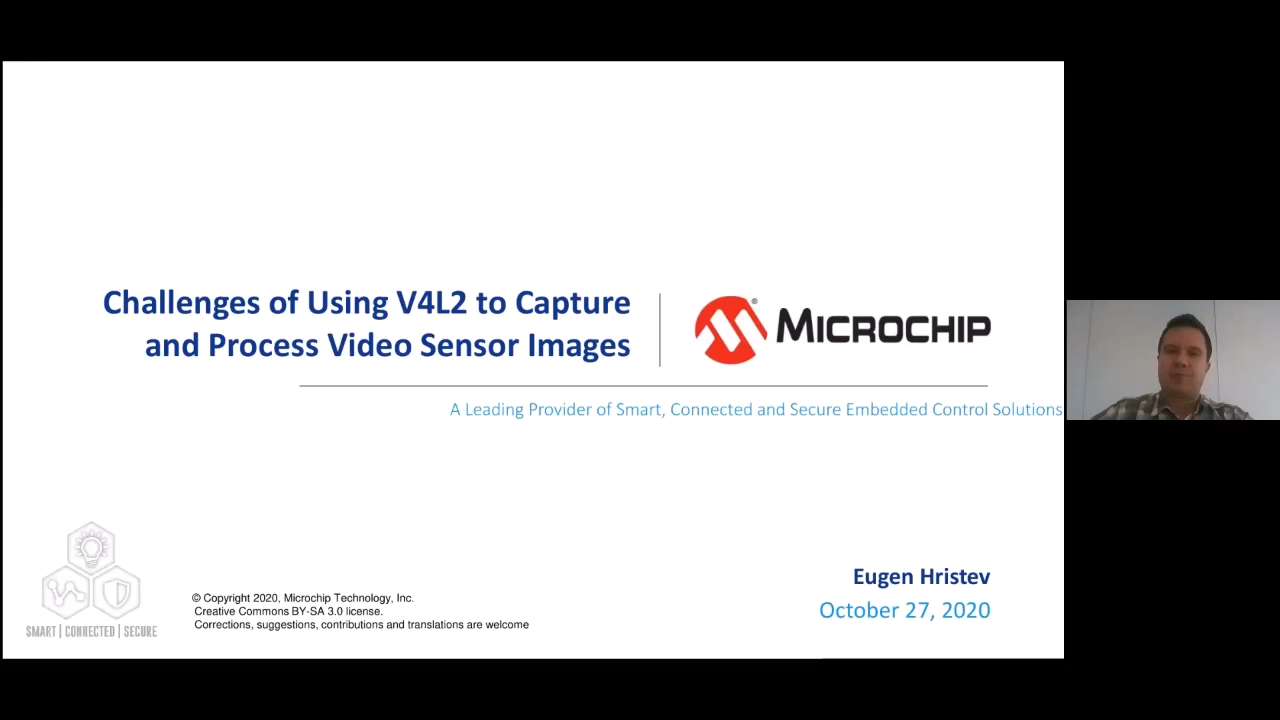 Challenges of Using V4L2 to Capture
and Process Video Sensor Images
® MICROCHIP
A Leading Provider of Smart, Connected and Secure Embedded Control Solutions
SMART | CONNECTED | SECURE
© Copyright 2020, Microchip Technology, Inc.
Creative Commons BY-SA 3.0 license.
Corrections, suggestions, contributions and translations are welcome
Eugen Hristev
October 27, 2020